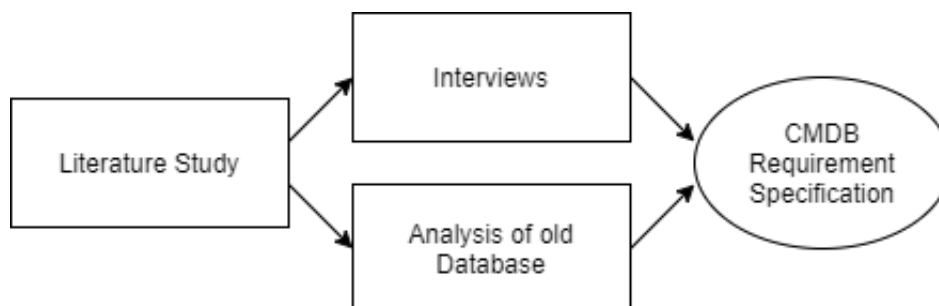 Literature Study
Interviews
Analysis of old
Database
CMDB
Requirement
Specification